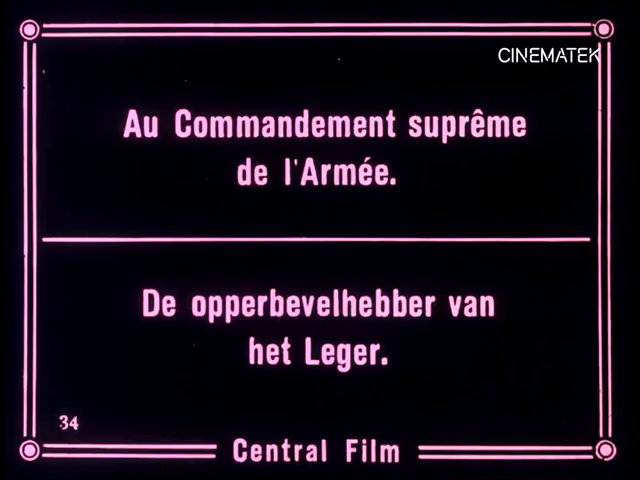 CINEMATEK
Au Commandement suprême
de l'Armée.
De opperbevelhebber van
het Leger.
34
Central Film